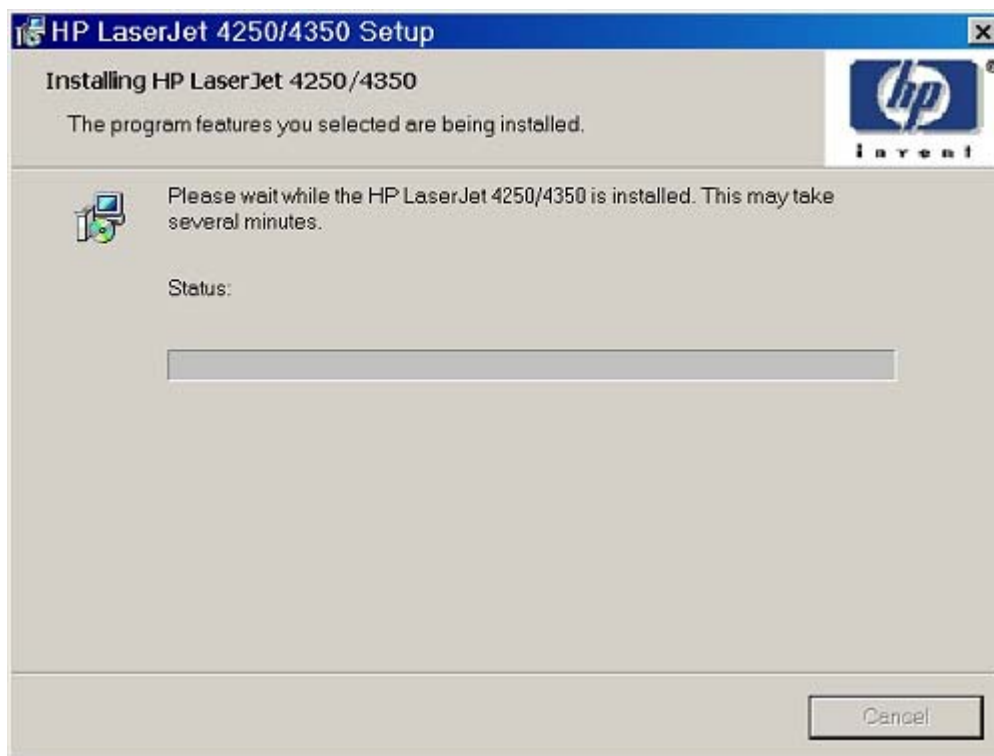 HP LaserJet 4250/4350 Setup
Installing HP LaserJet 4250/4350
The program features you selected are being installed.
hp
®
invent
Please wait while the HP LaserJet 4250/4350 is installed. This may take
several minutes.
Status:
Cancel